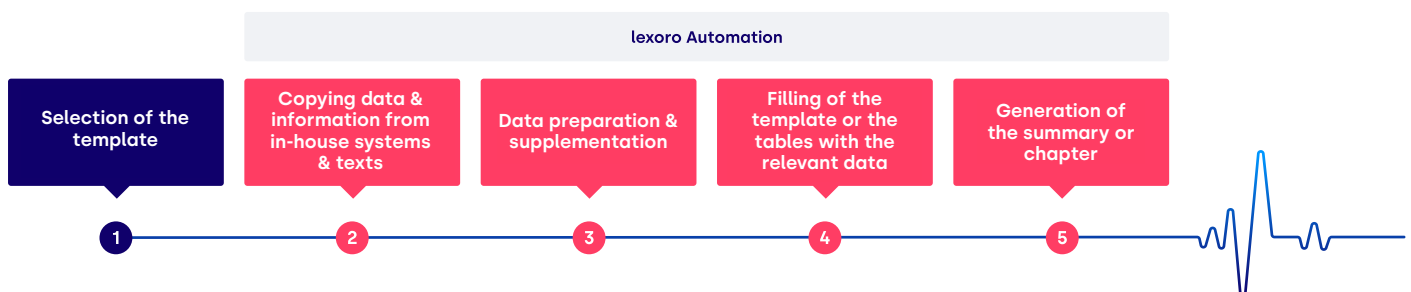 lexoro Automation
Selection of the
template
Copying data &
information from
in-house systems
& texts
Data preparation &
supplementation
Filling of the
template or the
tables with the
relevant data
Generation of
the summary or
chapter
1
2
3
4
5